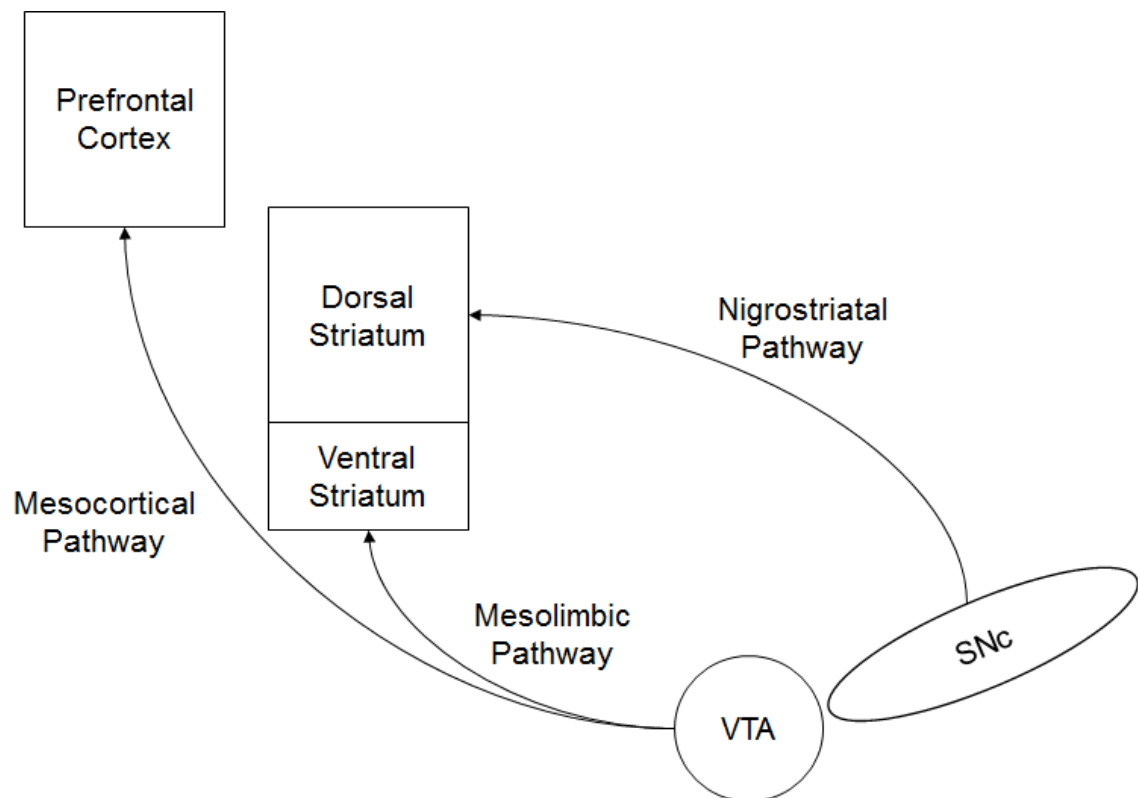 Prefrontal
Cortex
Dorsal
Striatum
Nigrostriatal
Pathway
Ventral
Striatum
Mesocortical
Pathway
Mesolimbic
Pathway
SNc
VTA